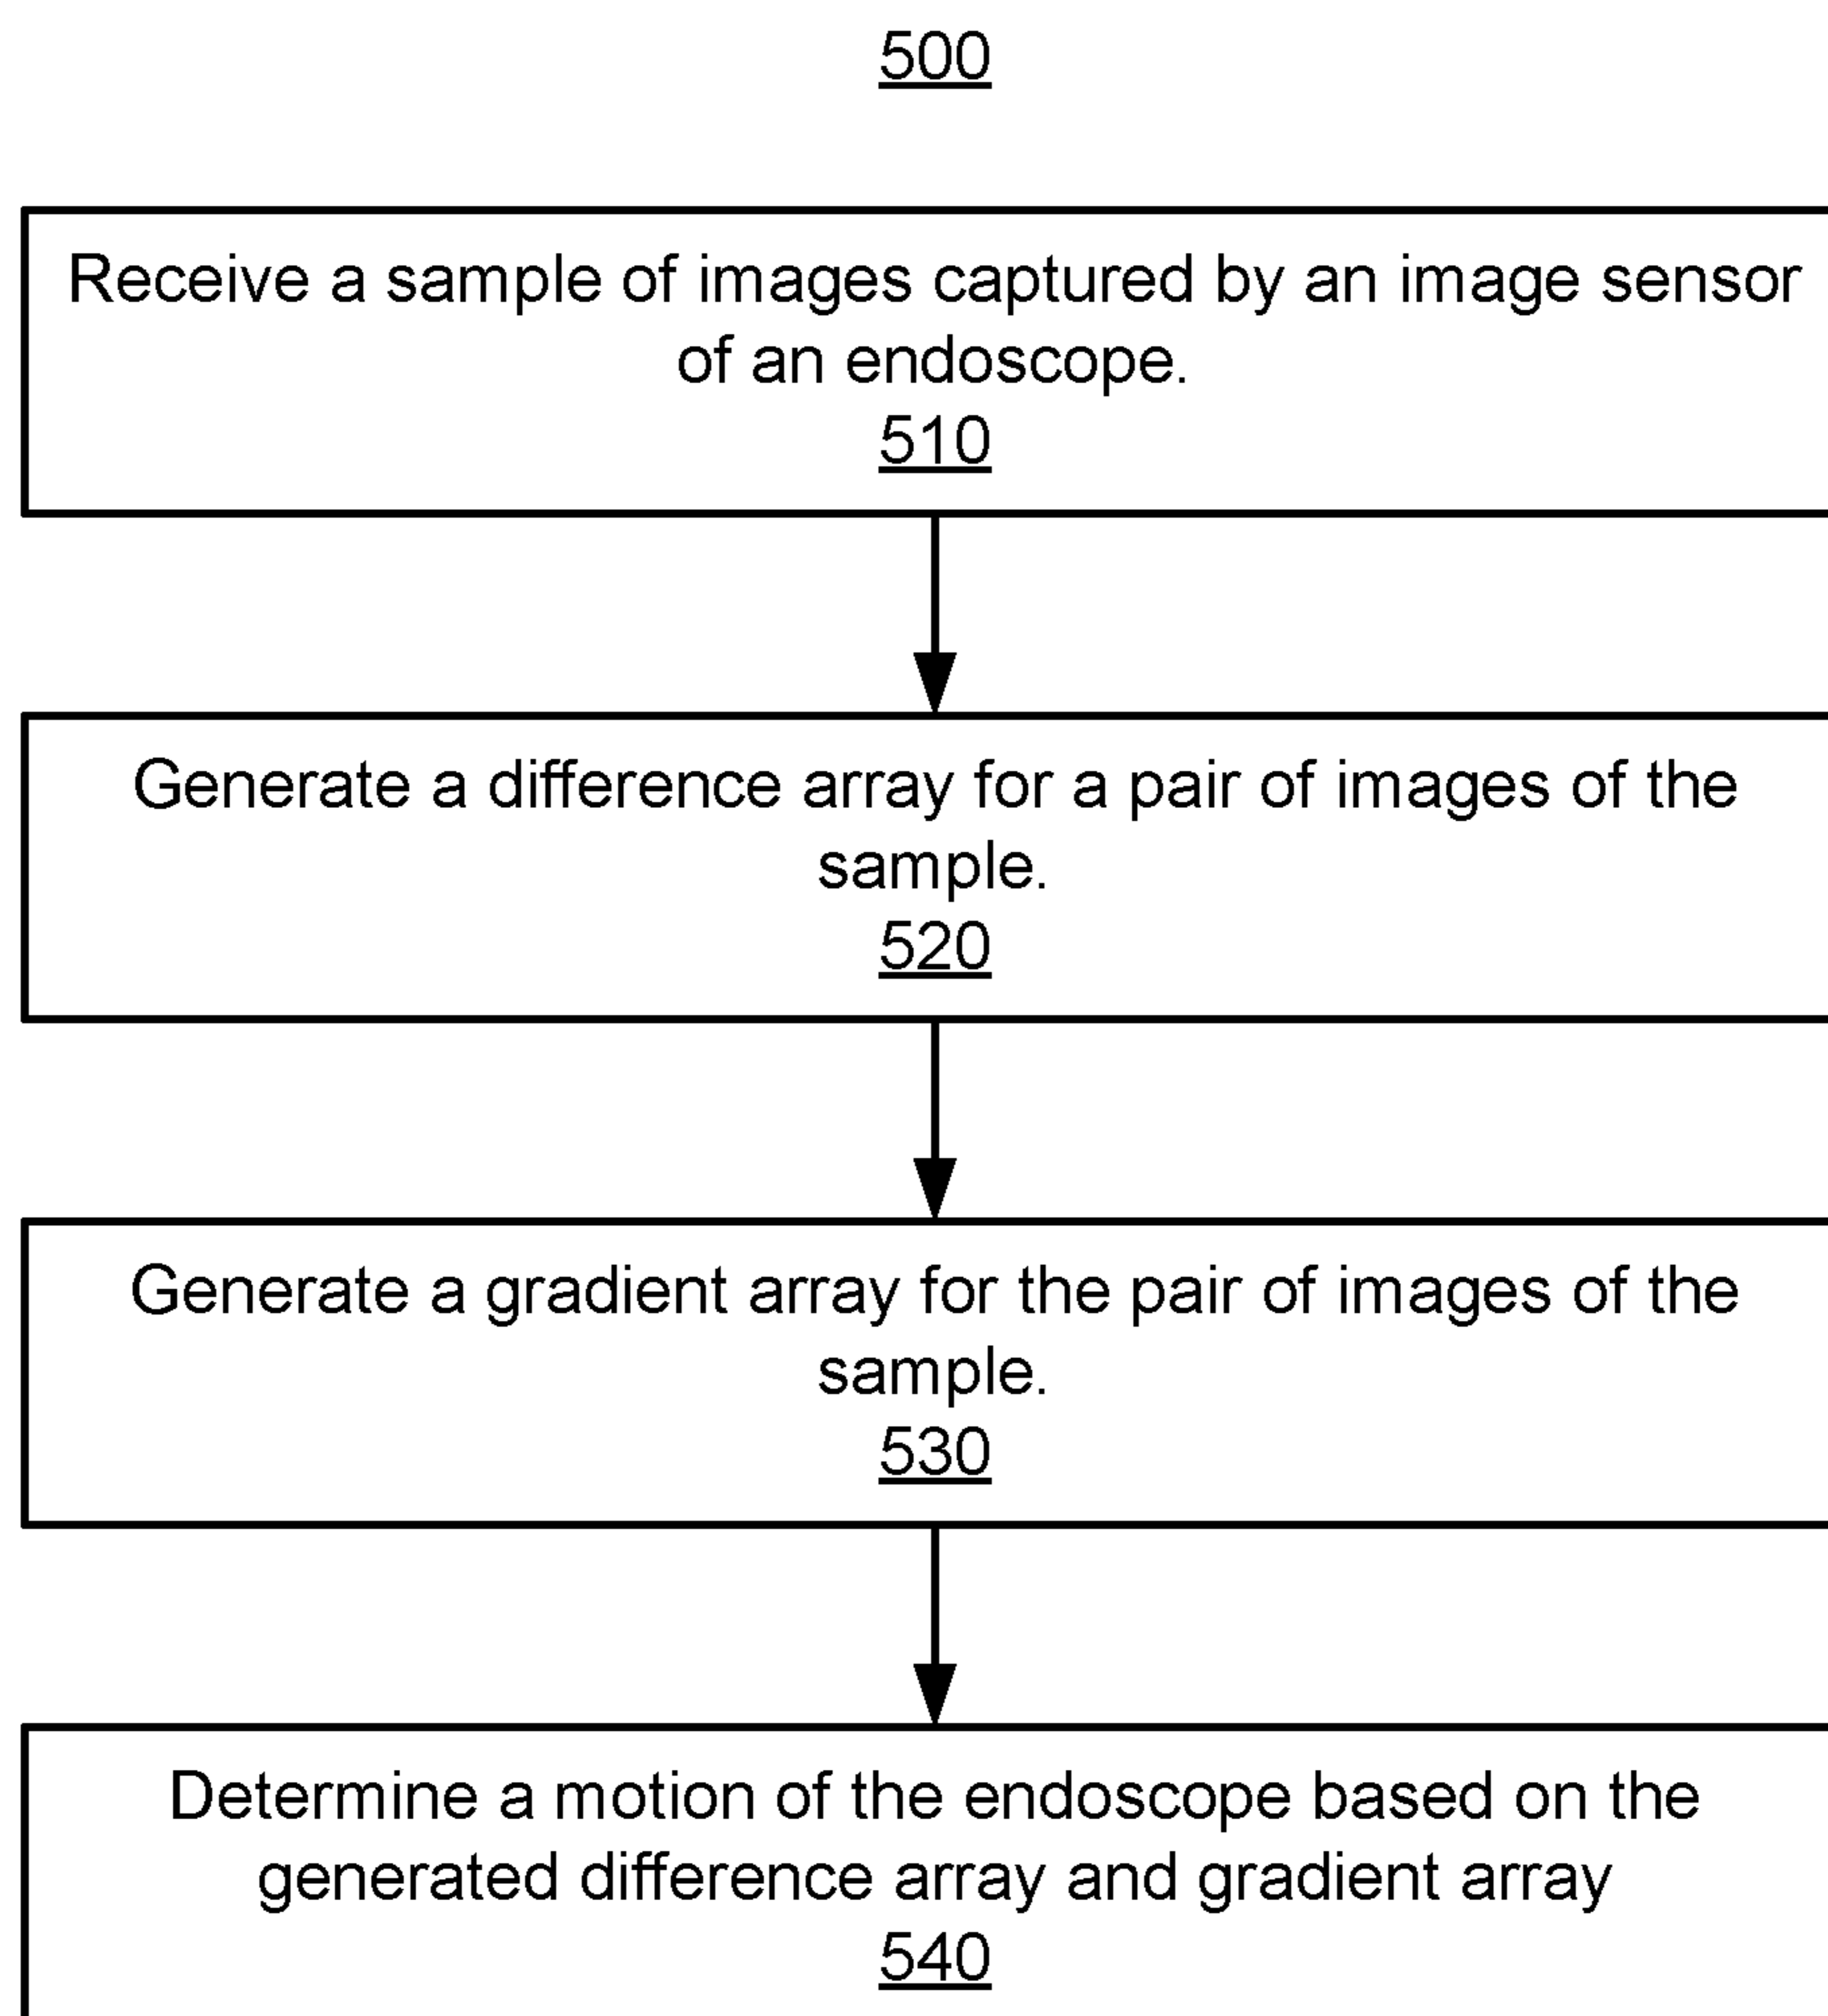 500
Receive a sample of images captured by an image sensor
of an endoscope.
510
Generate a difference array for a pair of images of the
sample.
520
Generate a gradient array for the pair of images of the
sample.
530
Determine a motion of the endoscope based on the
generated difference array and gradient array
540